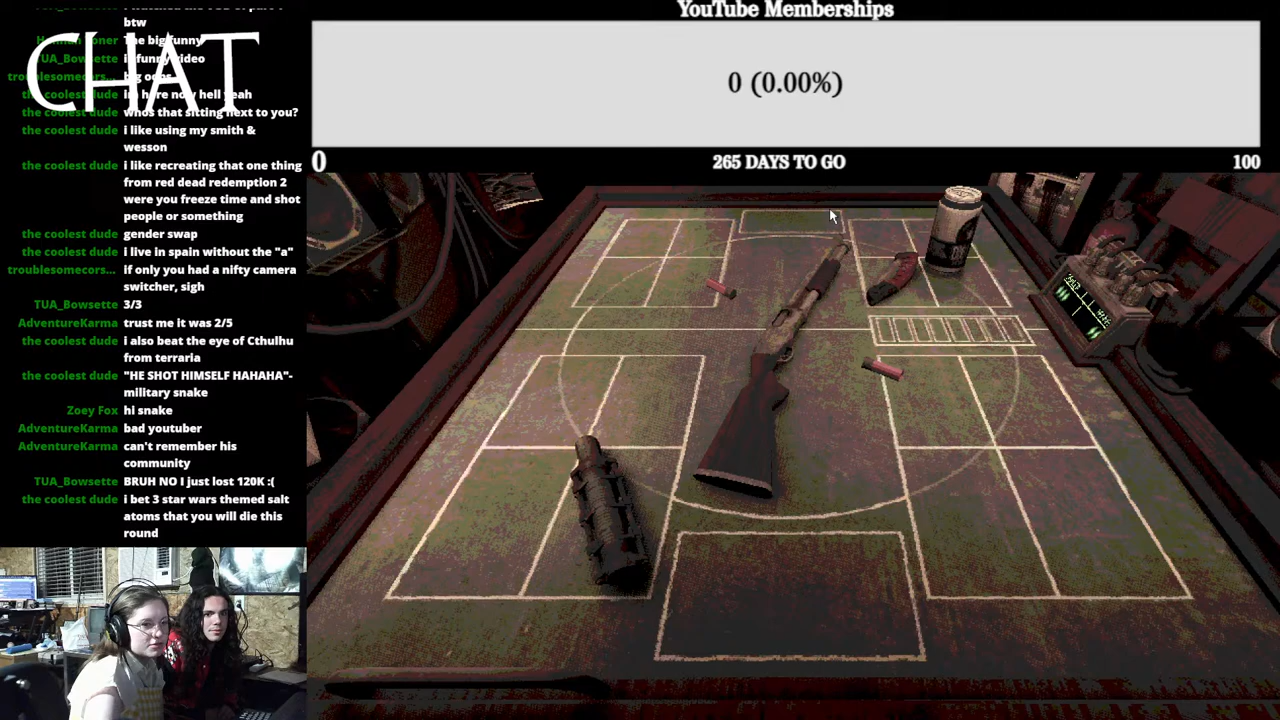 YouTube Memberships
0 (0.00%)
0
265 DAYS TO GO
100
CHAT
btw
The big funny
TUA_Bowsette
big oops
the coolest dude im here now hell yeah
the coolest dude whos that sitting next to you?
the coolest dude i like using my smith &
wesson
the coolest dude i like recreating that one thing
from red dead redemption 2
were you freeze time and shot
people or something
the coolest dude gender swap
the coolest dude i live in spain without the "a"
troublesomecors... if only you had a nifty camera
switcher, sigh
TUA_Bowsette 3/3
AdventureKarma trust me it was 2/5
the coolest dude i also beat the eye of Cthulhu
from terraria
the coolest dude "HE SHOT HIMSELF HAHAHA"-
military snake
Zoey Fox hi snake
AdventureKarma bad youtuber
AdventureKarma can't remember his
community
TUA_Bowsette BRUH NO I just lost 120K :(
the coolest dude i bet 3 star wars themed salt
atoms that you will die this
round